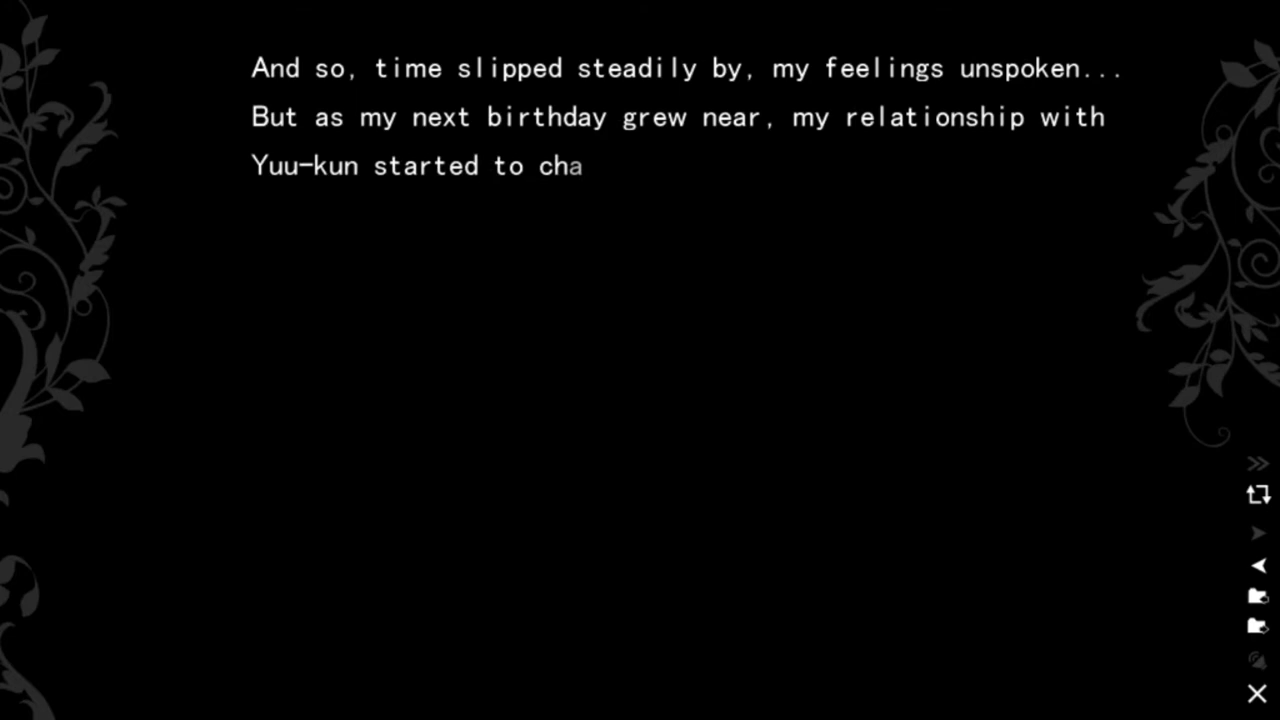 And so, time slipped steadily by, my feelings unspoken...
But as my next birthday grew near, my relationship with
Yuu-kun started to cha